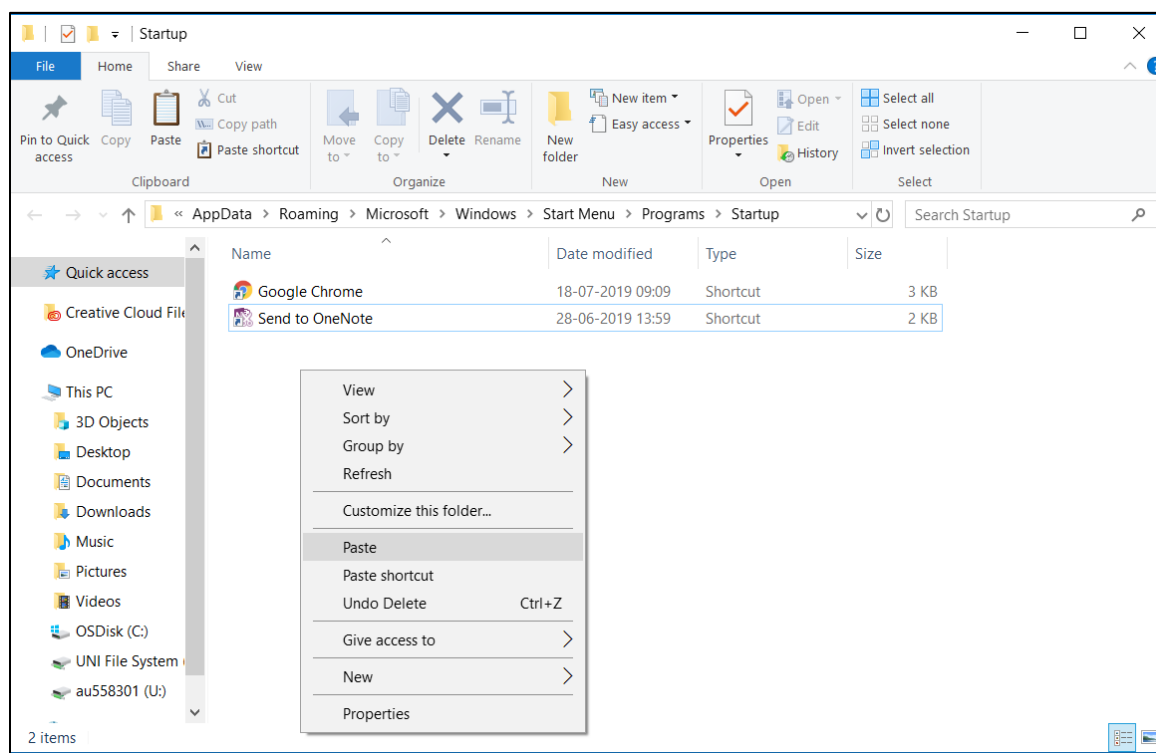 Startup
File Home Share View
Pin to Quick access
Copy
Paste
Cut
Copy path
Paste shortcut
Clipboard
Move to
Copy to
Delete
Rename
Organize
New folder
New item
Easy access
New
Properties
Open
Edit
History
Open
Select all
Select none
Invert selection
Select
« AppData > Roaming > Microsoft > Windows > Start Menu > Programs > Startup
Search Startup
Name Date modified Type Size
Google Chrome 18-07-2019 09:09 Shortcut 3 KB
Send to OneNote 28-06-2019 13:59 Shortcut 2 KB
Quick access
Creative Cloud File
OneDrive
This PC
3D Objects
Desktop
Documents
Downloads
Music
Pictures
Videos
OSDisk (C:)
UNI File System (
au558301 (U:)
View
Sort by
Group by
Refresh
Customize this folder...
Paste
Paste shortcut
Undo Delete Ctrl+Z
Give access to
New
Properties
2 items